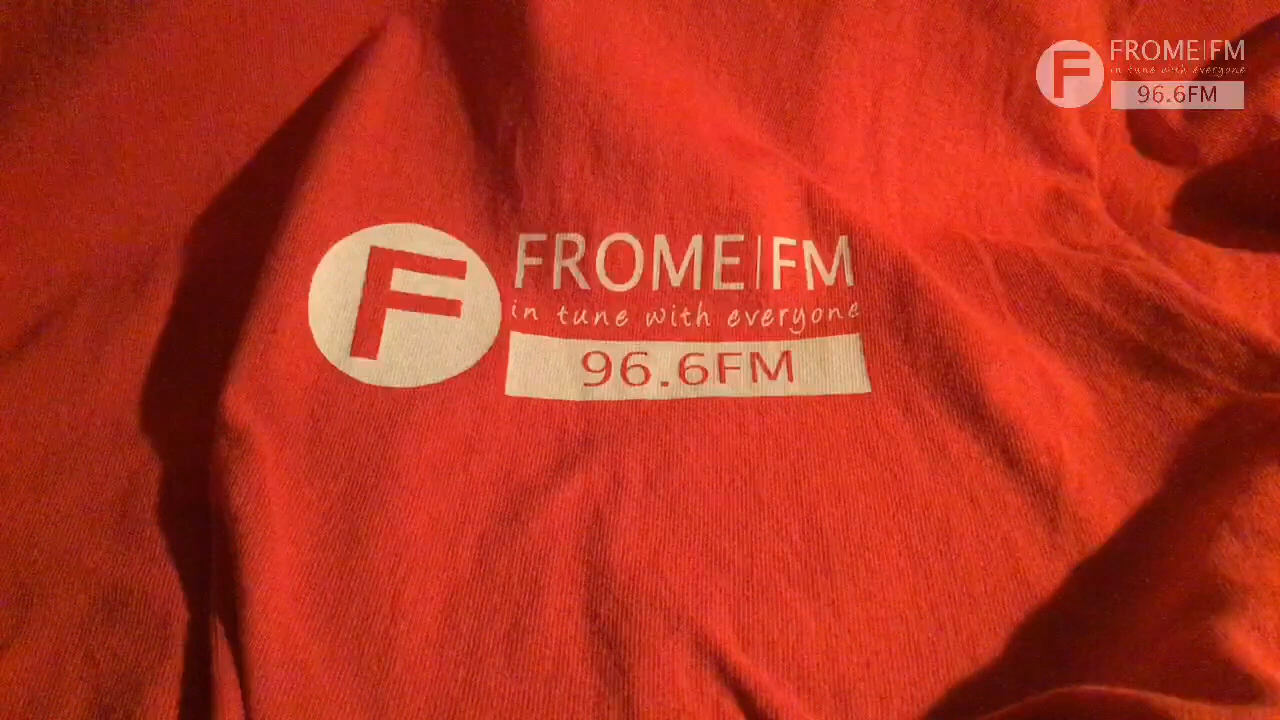 F
FROME|FM
in tune with everyone
96.6FM
F
FROME|FM
in tune with everyone
96.6FM